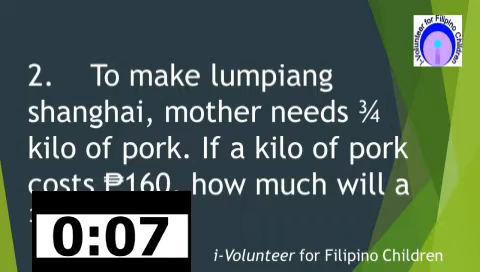 i-Volunteer for Filipino Children
2. To make lumpiang
shanghai, mother needs ¾
kilo of pork. If a kilo of pork
costs ₱160, how much will a
0:07
i-Volunteer for Filipino Children